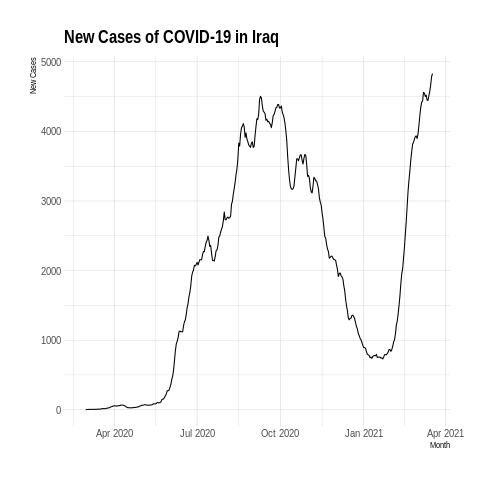 New Cases of COVID-19 in Iraq
New Cases
5000
4000
3000
2000
1000
0
Apr 2020
Jul 2020
Oct 2020
Jan 2021
Apr 2021
Month